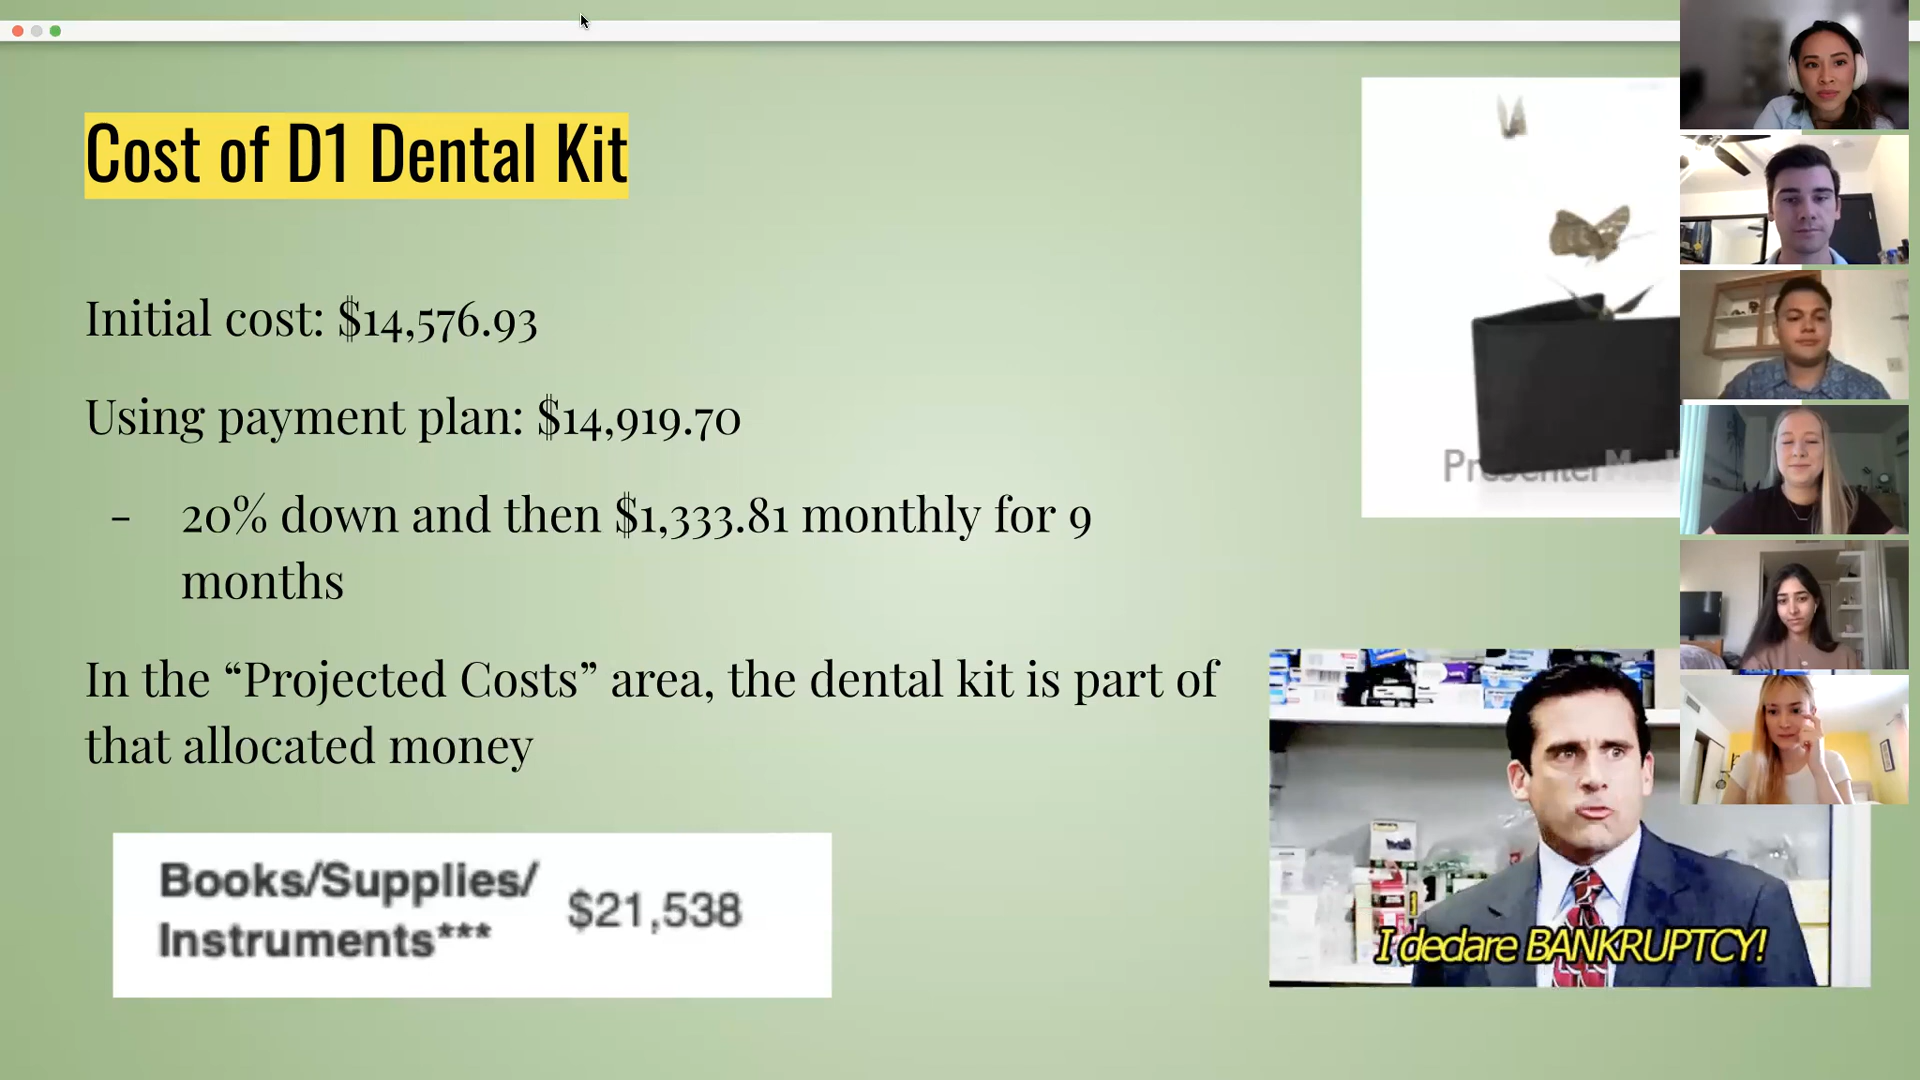 Cost of D1 Dental Kit
Initial cost: $14,576.93
Using payment plan: $14,919.70
- 20% down and then $1,333.81 monthly for 9
months
In the “Projected Costs” area, the dental kit is part of
that allocated money
Books/Supplies/
Instruments*** $21,538
I declare BANKRUPTCY!